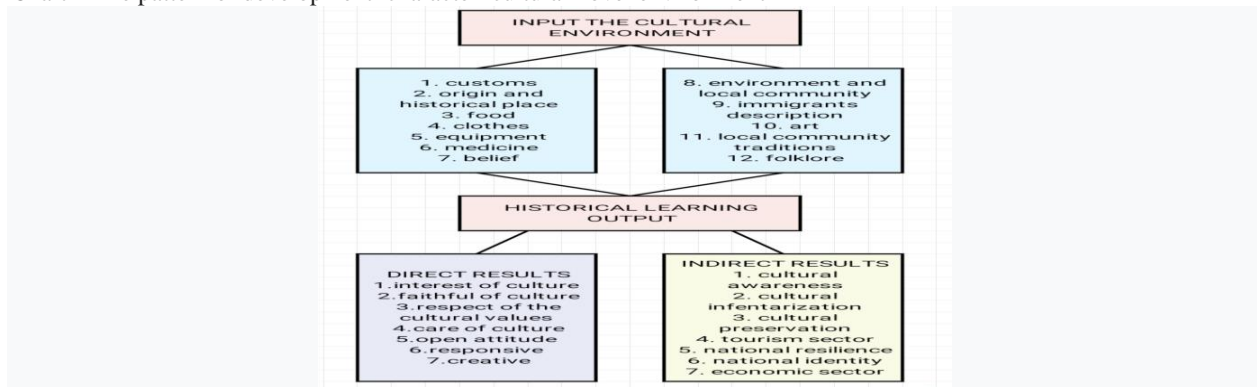 INPUT THE CULTURAL
ENVIRONMENT
1. customs
2. origin and
historical place
3. food
4. clothes
5. equipment
6. medicine
7. belief
8. environment and
local community
9. immigrants
description
10. art
11. local community
traditions
12. folklore
HISTORICAL LEARNING
OUTPUT
DIRECT RESULTS
1.interest of culture
2.faithful of culture
3.respect of the
cultural values
4.care of culture
5.open attitude
6.responsive
7.creative
INDIRECT RESULTS
1. cultural
awareness
2. cultural
infentarization
3. cultural
preservation
4. tourism sector
5. national resilience
6. national identity
7. economic sector